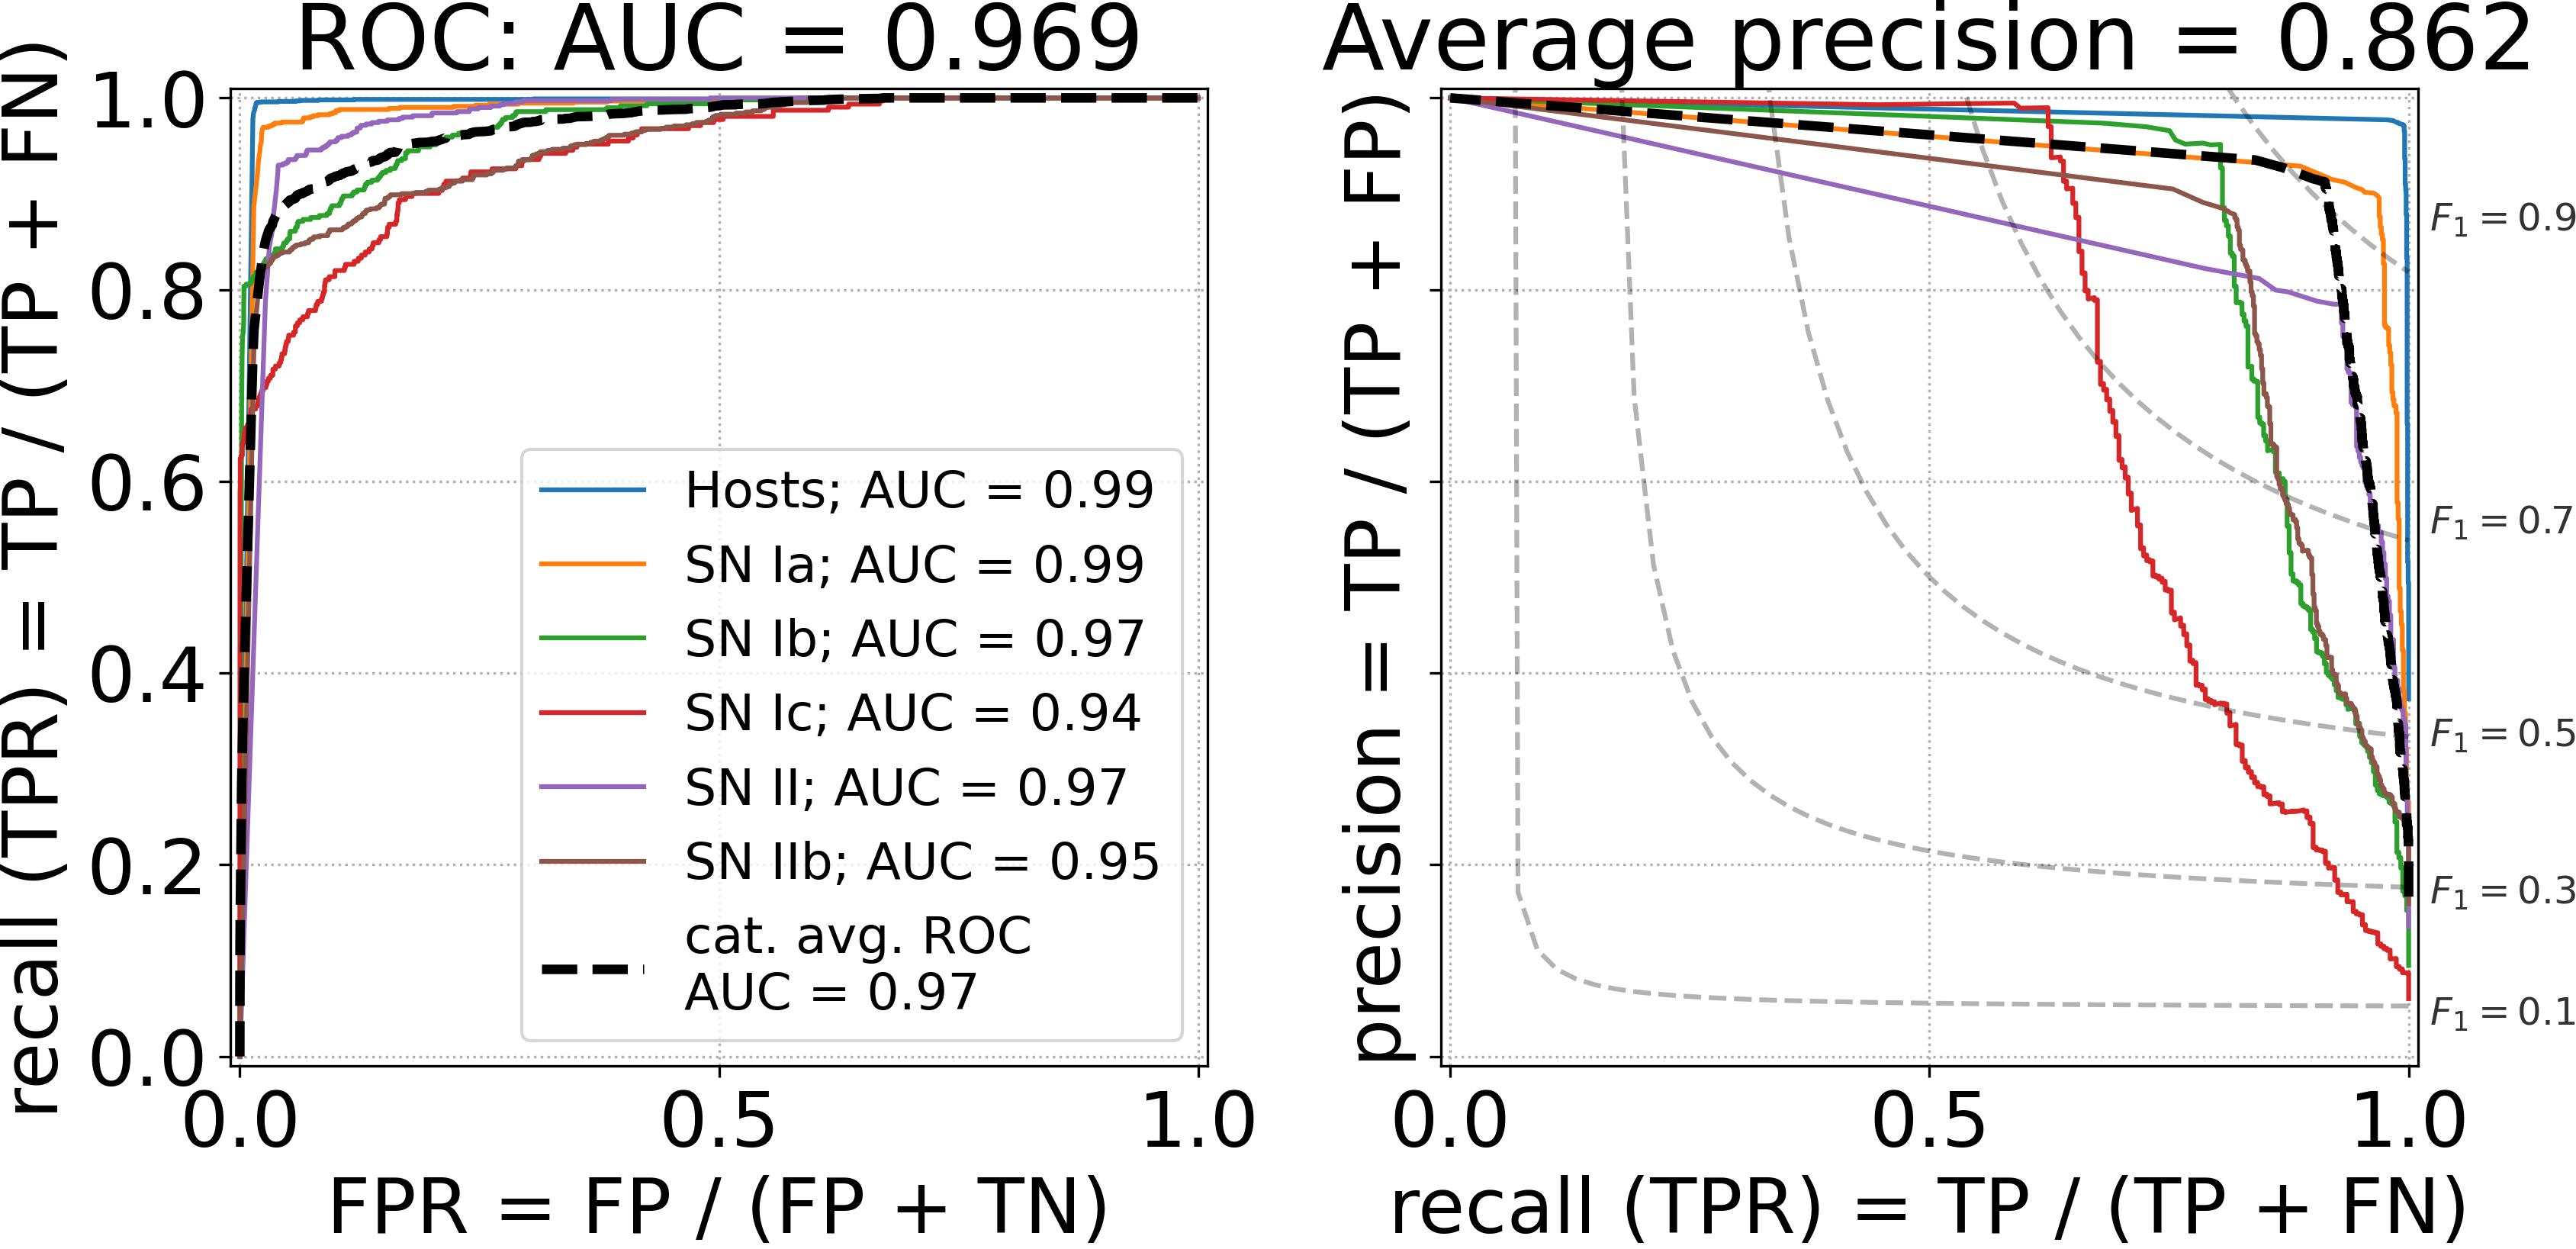 ROC: AUC = 0.969
recall (TPR) = TP / (TP + FN)
1.0
0.8
0.6
0.4
0.2
0.0
Hosts; AUC = 0.99
SN Ia; AUC = 0.99
SN Ib; AUC = 0.97
SN Ic; AUC = 0.94
SN II; AUC = 0.97
SN IIb; AUC = 0.95
cat. avg. ROC
AUC = 0.97
0.0 0.5 1.0
FPR = FP / (FP + TN)
Average precision = 0.862
precision = TP / (TP + FP)
F₁ = 0.9
F₁ = 0.7
F₁ = 0.5
F₁ = 0.3
F₁ = 0.1
0.0 0.5 1.0
recall (TPR) = TP / (TP + FN)